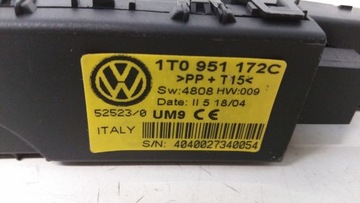 1T0 951 172C
>PP + T15<
Sw:4808 HW:009
Date: II 5 18/04
52523/0 UM9 CE
ITALY
S/N: 4040027340054